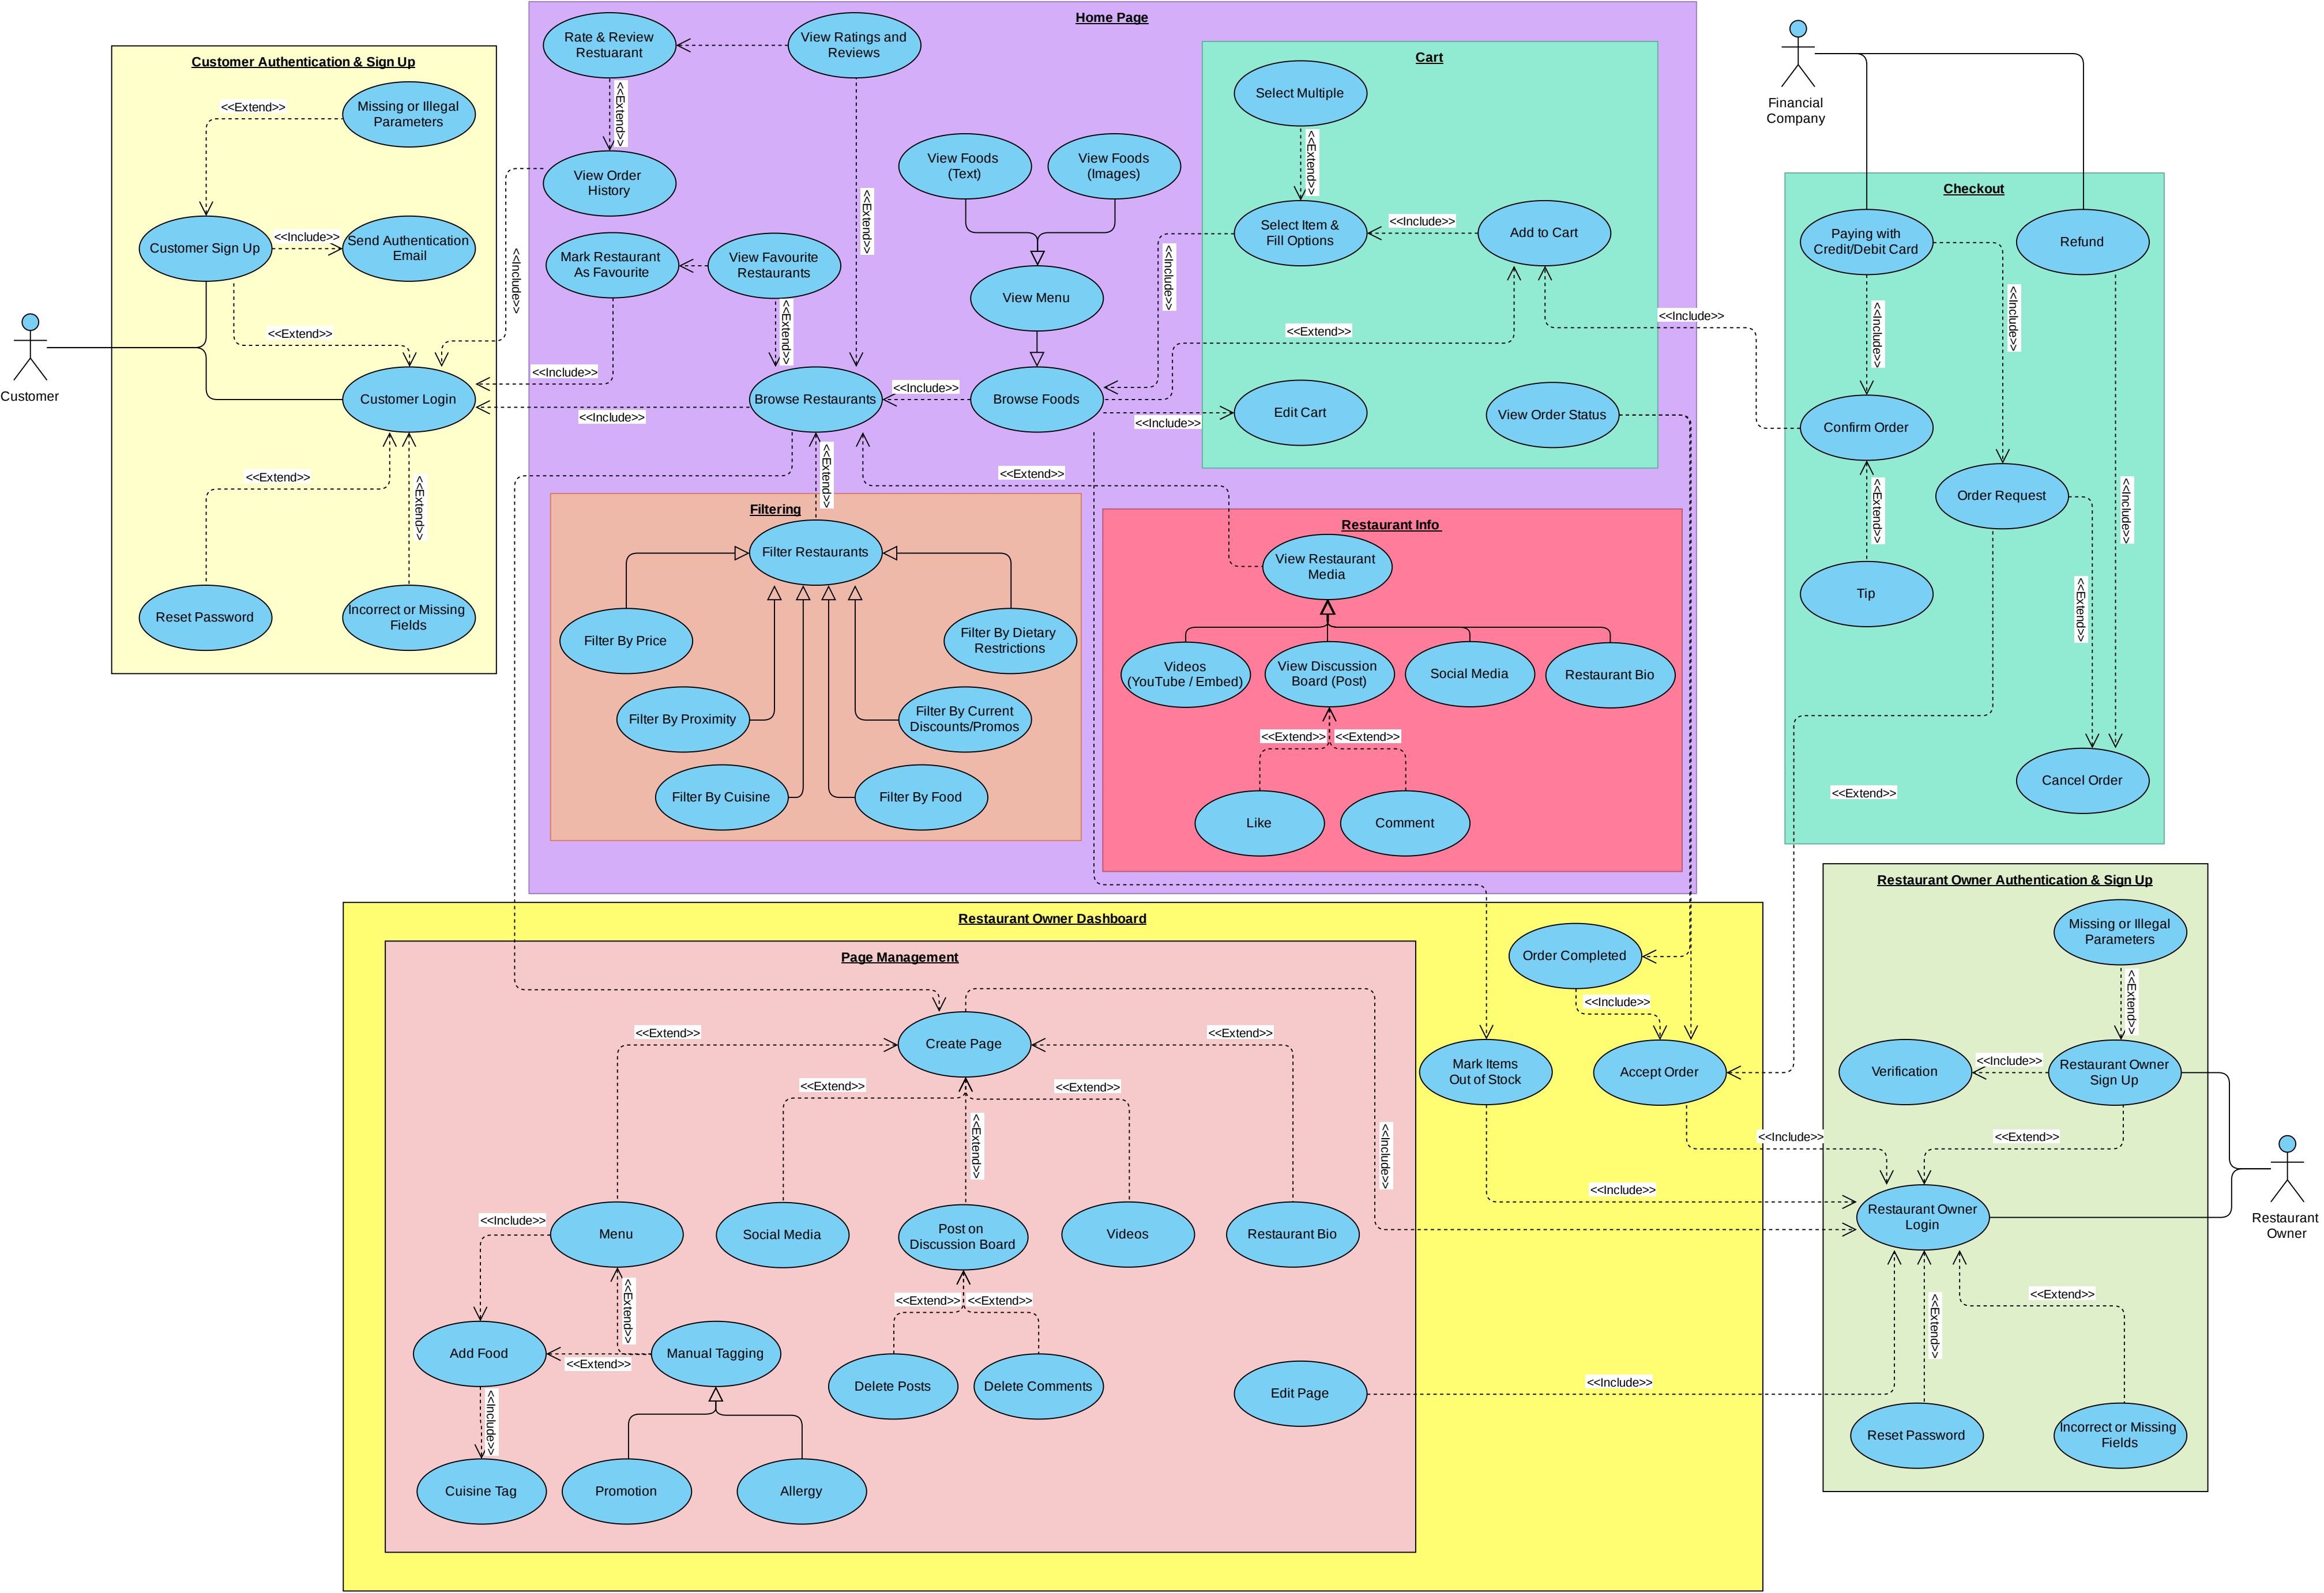 Home Page
Rate & Review
Restuarant
View Ratings and
Reviews
<<Extend>>
View Order
History
<<Include>>
Mark Restaurant
As Favourite
View Favourite
Restaurants
<<Extend>>
<<Extend>>
<<Include>>
View Foods
(Text)
View Foods
(Images)
View Menu
Browse Restaurants
<<Include>>
Browse Foods
<<Include>>
<<Include>>
<<Include>>
<<Extend>>
<<Extend>>
<<Extend>>
Customer Authentication & Sign Up
Missing or Illegal
Parameters
<<Extend>>
Customer Sign Up
<<Include>>
Send Authentication
Email
<<Extend>>
Customer
Customer Login
<<Extend>>
<<Extend>>
Reset Password
Incorrect or Missing
Fields
Cart
Select Multiple
<<Extend>>
Select Item &
Fill Options
<<Include>>
Add to Cart
Edit Cart
View Order Status
<<Include>>
Financial
Company
Checkout
Paying with
Credit/Debit Card
Refund
<<Include>>
<<Include>>
Confirm Order
Order Request
<<Extend>>
<<Include>>
Tip
<<Extend>>
Cancel Order
<<Extend>>
Filtering
Filter Restaurants
Filter By Price
Filter By Dietary
Restrictions
Filter By Proximity
Filter By Current
Discounts/Promos
Filter By Cuisine
Filter By Food
Restaurant Info
View Restaurant
Media
Videos
(YouTube / Embed)
View Discussion
Board (Post)
Social Media
Restaurant Bio
<<Extend>>
<<Extend>>
Like
Comment
Restaurant Owner Dashboard
Page Management
Create Page
<<Extend>>
<<Extend>>
<<Extend>>
<<Extend>>
<<Extend>>
<<Include>>
Menu
Social Media
Post on
Discussion Board
Videos
Restaurant Bio
<<Include>>
<<Extend>>
<<Extend>>
<<Extend>>
Add Food
<<Extend>>
Manual Tagging
Delete Posts
Delete Comments
Edit Page
<<Include>>
<<Include>>
Cuisine Tag
Promotion
Allergy
Order Completed
<<Include>>
Mark Items
Out of Stock
Accept Order
<<Include>>
<<Include>>
Restaurant Owner Authentication & Sign Up
Missing or Illegal
Parameters
<<Extend>>
Verification
<<Include>>
Restaurant Owner
Sign Up
<<Extend>>
Restaurant Owner
Login
Restaurant
Owner
<<Extend>>
<<Extend>>
Reset Password
Incorrect or Missing
Fields